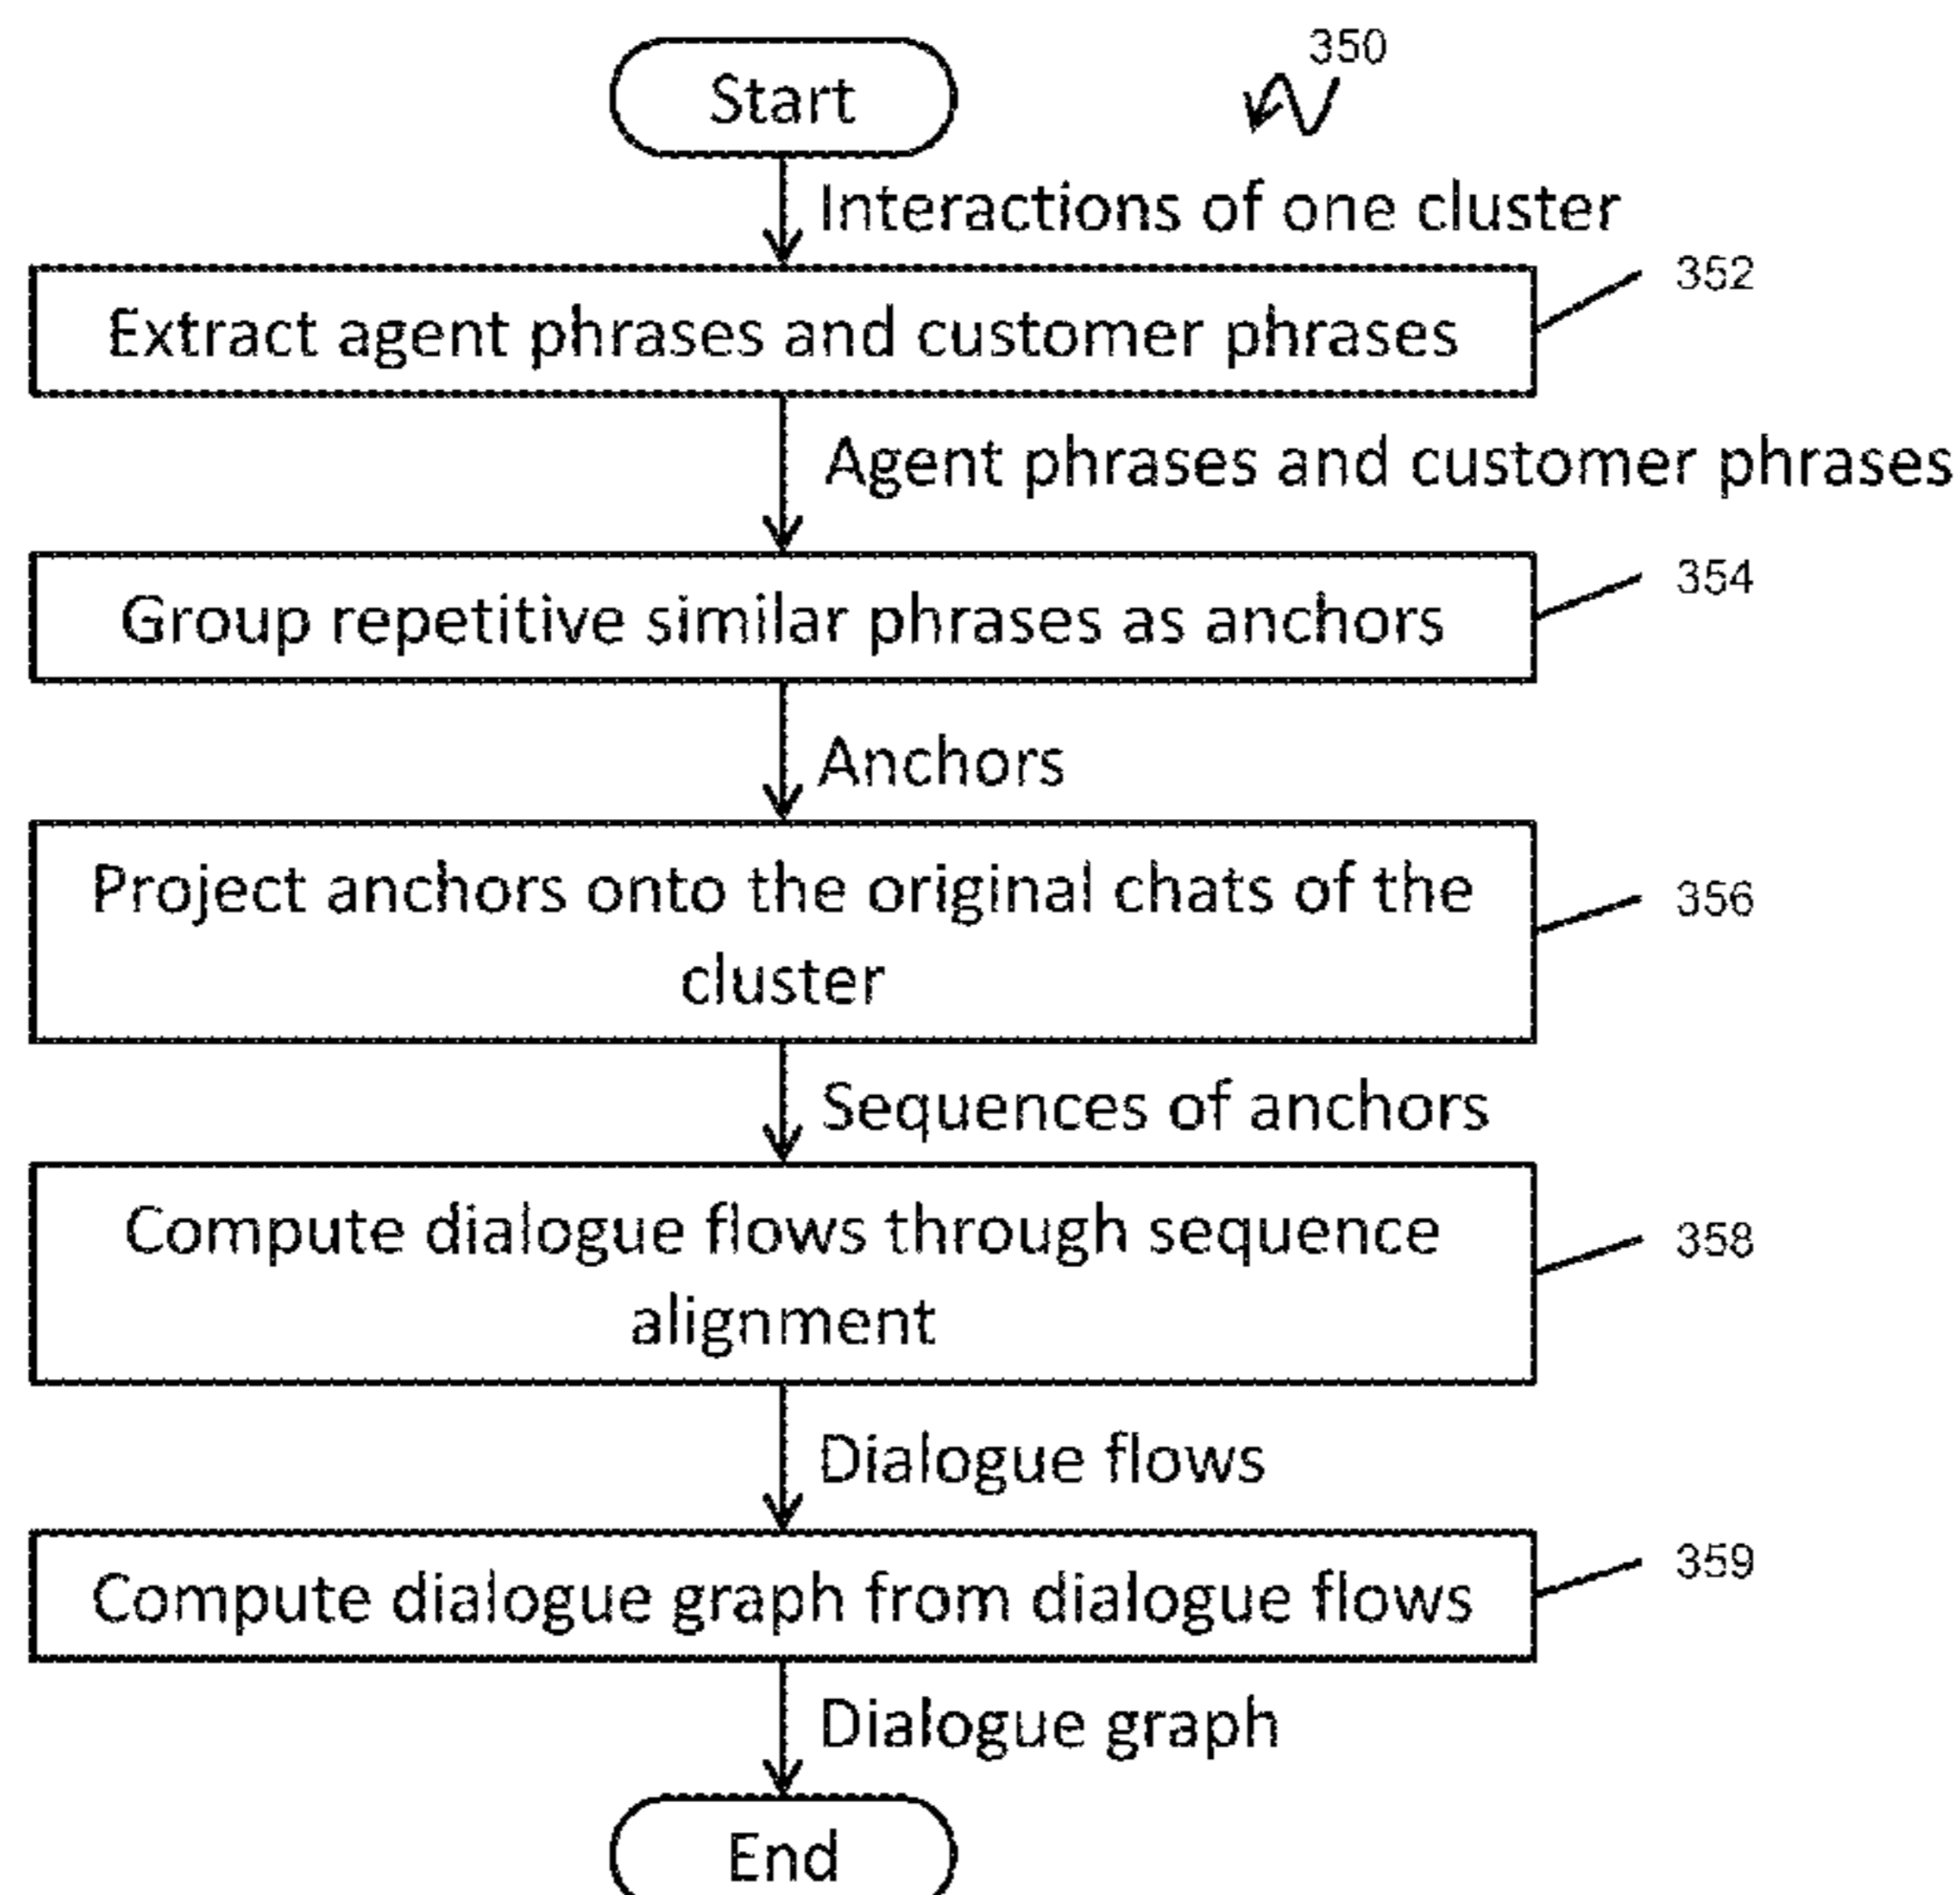 350
Start
Interactions of one cluster
352
Extract agent phrases and customer phrases
Agent phrases and customer phrases
354
Group repetitive similar phrases as anchors
Anchors
Project anchors onto the original chats of the
356
cluster
Sequences of anchors
Compute dialogue flows through sequence
358
alignment
Dialogue flows
359
Compute dialogue graph from dialogue flows
Dialogue graph
End